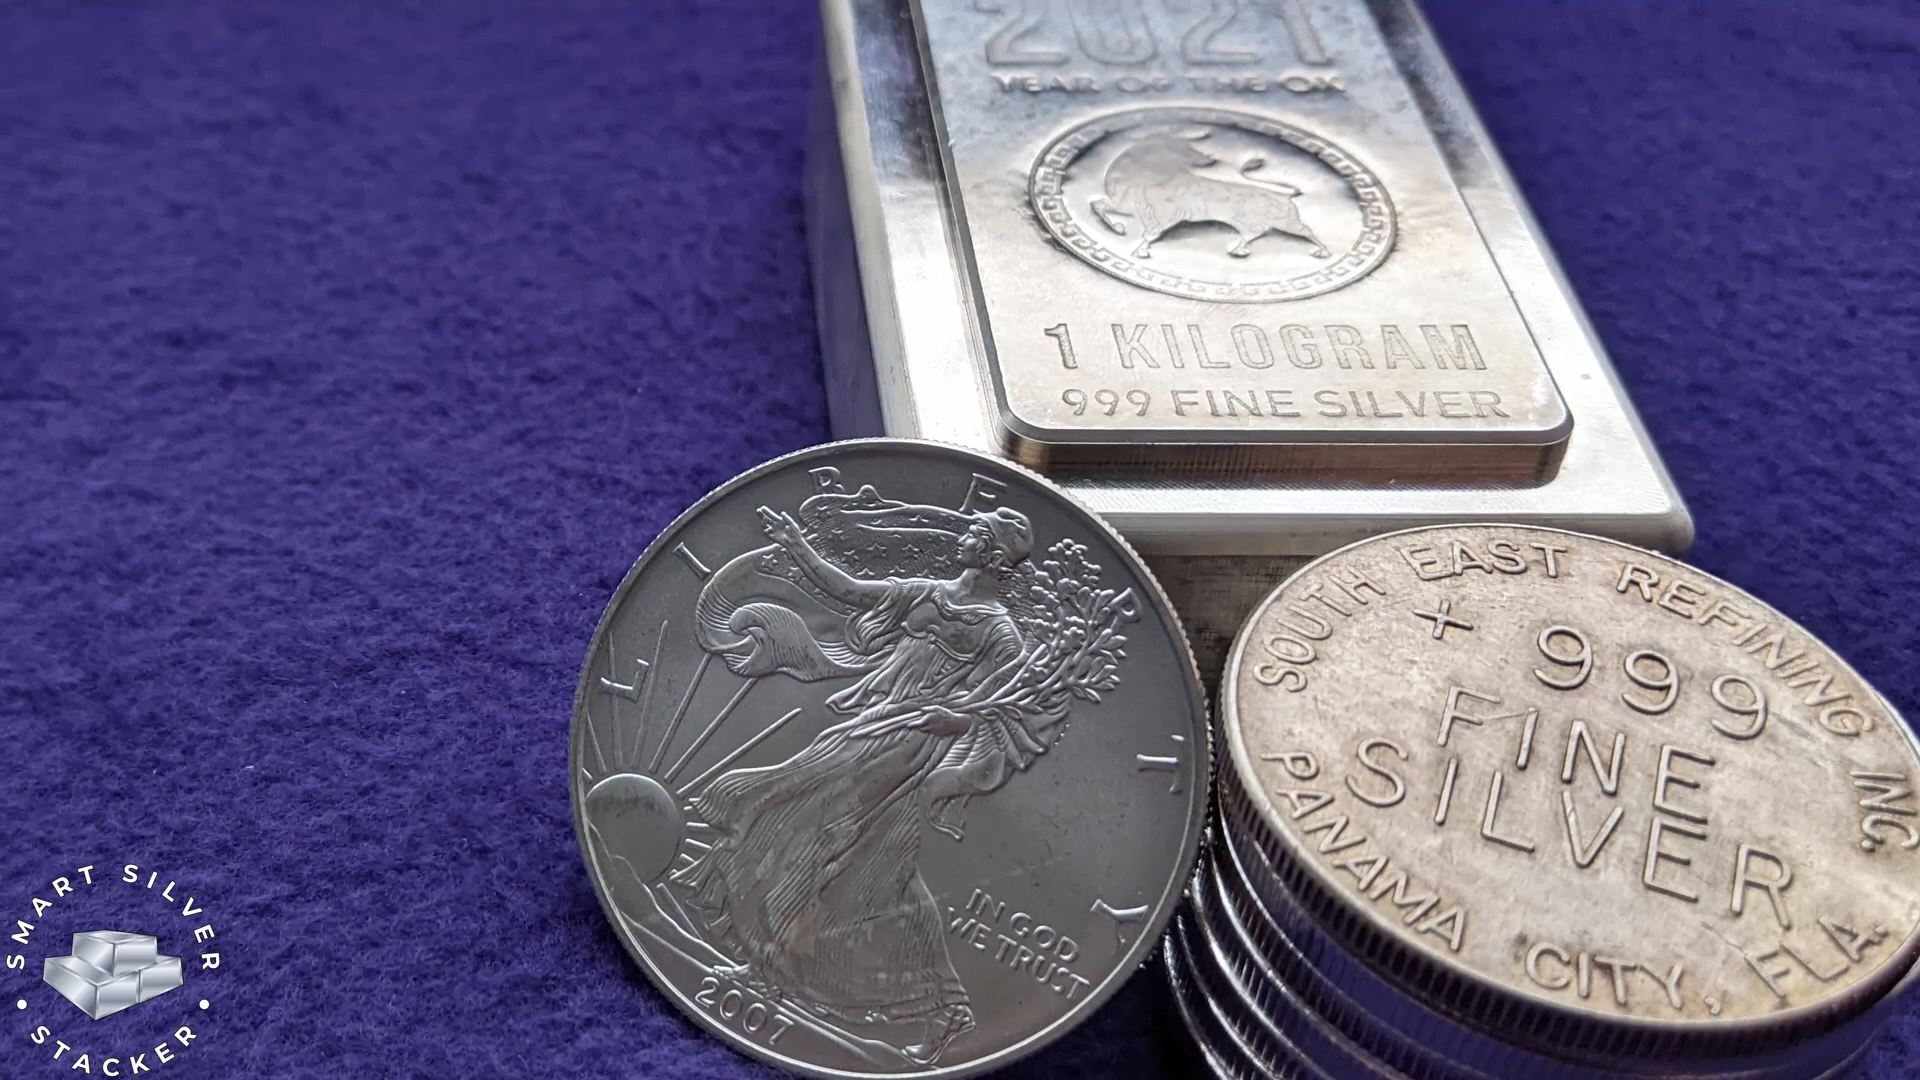 2021
YEAR OF THE OX
1 KILOGRAM
999 FINE SILVER
LIBERTY
IN GOD
WE TRUST
2007
SOUTH EAST REFINING INC.
+ 999
FINE
SILVER
PANAMA CITY, FLA.
SMART SILVER
STACKER